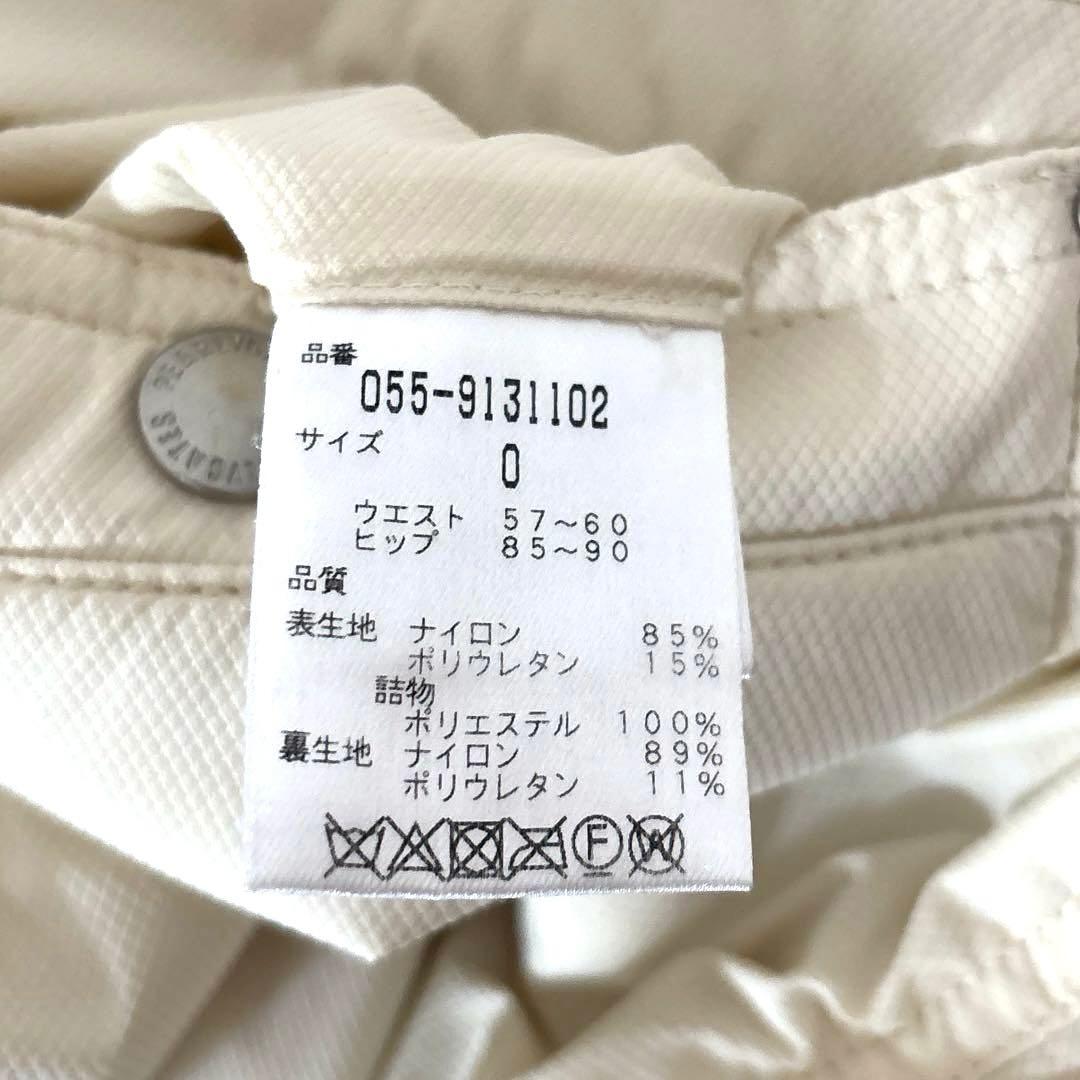 品番
055-9131102
サイズ
0
ウエスト 57～60
ヒップ 85～90
品質
表生地 ナイロン 85%
ポリウレタン 15%
詰物
ポリエステル 100%
裏生地 ナイロン 89%
ポリウレタン 11%
F W
PEARLY
GATES